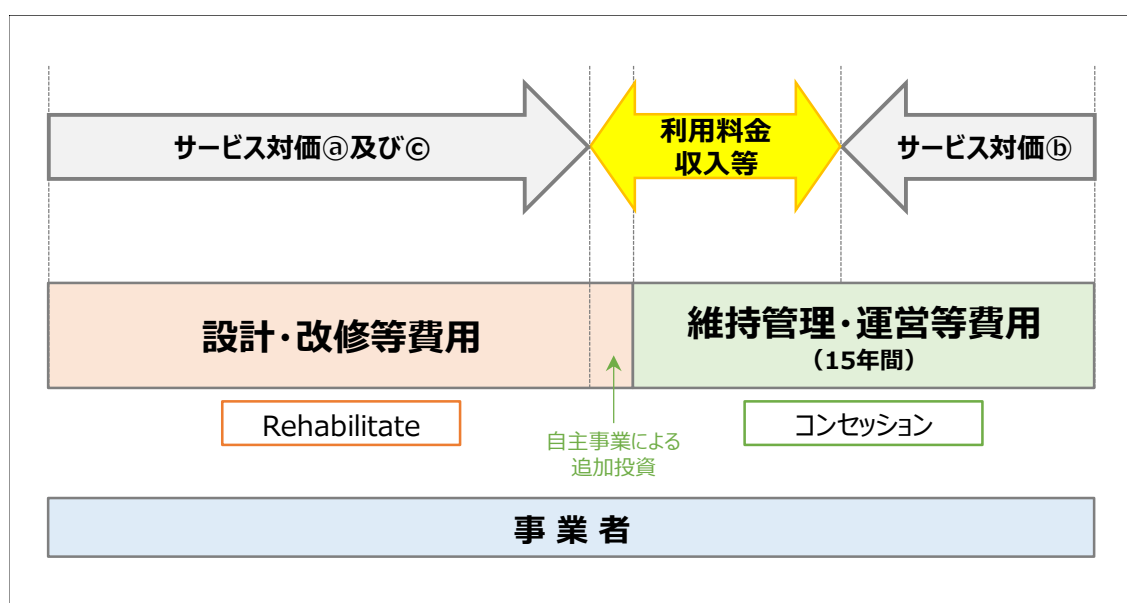 サービス対価ⓐ及びⓒ
利用料金
収入等
サービス対価ⓑ
設計･改修等費用
維持管理･運営等費用
（15年間）
Rehabilitate
コンセッション
自主事業による
追加投資
事 業 者